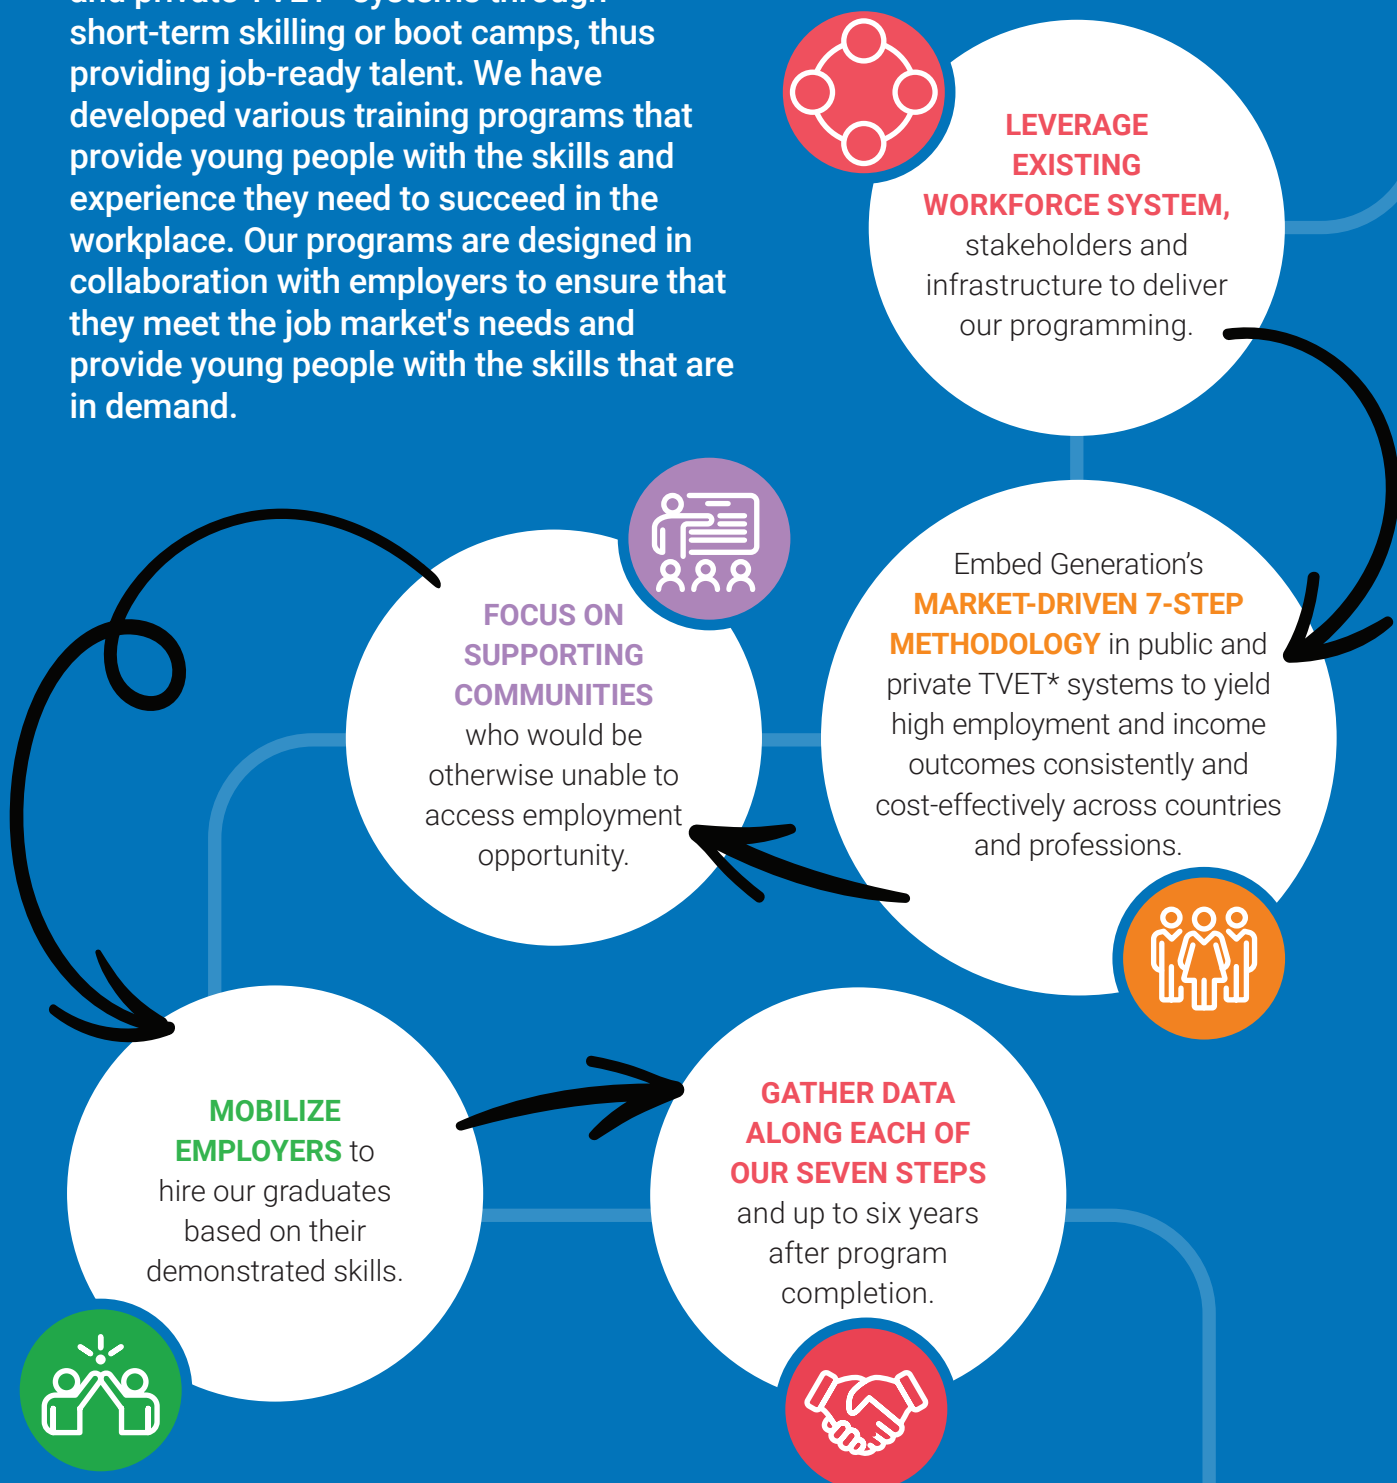 short-term skilling or boot camps, thus
providing job-ready talent. We have
developed various training programs that
provide young people with the skills and
experience they need to succeed in the
workplace. Our programs are designed in
collaboration with employers to ensure that
they meet the job market's needs and
provide young people with the skills that are
in demand.
LEVERAGE
EXISTING
WORKFORCE SYSTEM,
stakeholders and
infrastructure to deliver
our programming.
Embed Generation’s
MARKET-DRIVEN 7-STEP
METHODOLOGY in public and
private TVET* systems to yield
high employment and income
outcomes consistently and
cost-effectively across countries
and professions.
FOCUS ON
SUPPORTING
COMMUNITIES
who would be
otherwise unable to
access employment
opportunity.
MOBILIZE
EMPLOYERS to
hire our graduates
based on their
demonstrated skills.
GATHER DATA
ALONG EACH OF
OUR SEVEN STEPS
and up to six years
after program
completion.